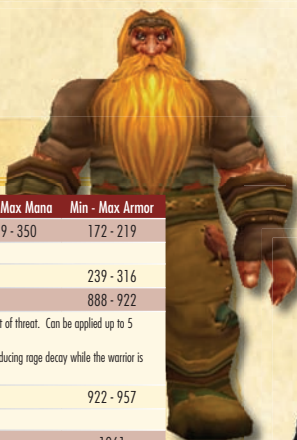 Max Mana Min - Max Armor
9 - 350 172 - 219
239 - 316
888 - 922
t of threat. Can be applied up to 5
ducing rage decay while the warrior is
922 - 957